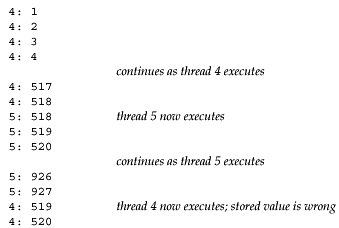 4: 1
4: 2
4: 3
4: 4
continues as thread 4 executes
4: 517
4: 518
5: 518 thread 5 now executes
5: 519
5: 520
continues as thread 5 executes
5: 926
5: 927
4: 519 thread 4 now executes; stored value is wrong
4: 520